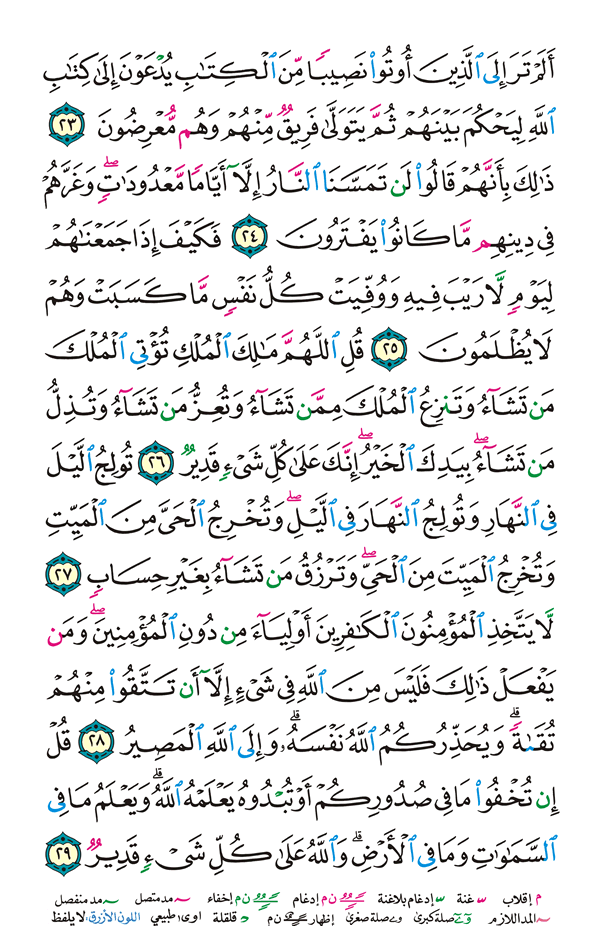 أَلَمْ تَرَ إِلَى ٱلَّذِينَ أُوتُوا۟ نَصِيبًا مِّنَ ٱلْكِتَٰبِ يُدْعَوْنَ إِلَىٰ كِتَٰبِ
ٱللَّهِ لِيَحْكُمَ بَيْنَهُمْ ثُمَّ يَتَوَلَّىٰ فَرِيقٌ مِّنْهُمْ وَهُم مُّعْرِضُونَ ٢٣
ذَٰلِكَ بِأَنَّهُمْ قَالُوا۟ لَن تَمَسَّنَا ٱلنَّارُ إِلَّآ أَيَّامًا مَّعْدُودَٰتٍ ۖ وَغَرَّهُمْ
فِى دِينِهِم مَّا كَانُوا۟ يَفْتَرُونَ ٢٤ فَكَيْفَ إِذَا جَمَعْنَٰهُمْ
لِيَوْمٍ لَّا رَيْبَ فِيهِ وَوُفِّيَتْ كُلُّ نَفْسٍ مَّا كَسَبَتْ وَهُمْ
لَا يُظْلَمُونَ ٢٥ قُلِ ٱللَّهُمَّ مَٰلِكَ ٱلْمُلْكِ تُؤْتِى ٱلْمُلْكَ
مَن تَشَآءُ وَتَنزِعُ ٱلْمُلْكَ مِمَّن تَشَآءُ وَتُعِزُّ مَن تَشَآءُ وَتُذِلُّ
مَن تَشَآءُ ۖ بِيَدِكَ ٱلْخَيْرُ ۖ إِنَّكَ عَلَىٰ كُلِّ شَىْءٍ قَدِيرٌ ٢٦ تُولِجُ ٱلَّيْلَ
فِى ٱلنَّهَارِ وَتُولِجُ ٱلنَّهَارَ فِى ٱلَّيْلِ ۖ وَتُخْرِجُ ٱلْحَىَّ مِنَ ٱلْمَيِّتِ
وَتُخْرِجُ ٱلْمَيِّتَ مِنَ ٱلْحَىِّ ۖ وَتَرْزُقُ مَن تَشَآءُ بِغَيْرِ حِسَابٍ ٢٧
لَّا يَتَّخِذِ ٱلْمُؤْمِنُونَ ٱلْكَٰفِرِينَ أَوْلِيَآءَ مِن دُونِ ٱلْمُؤْمِنِينَ ۖ وَمَن
يَفْعَلْ ذَٰلِكَ فَلَيْسَ مِنَ ٱللَّهِ فِى شَىْءٍ إِلَّآ أَن تَتَّقُوا۟ مِنْهُمْ
تُقَىٰةً ۗ وَيُحَذِّرُكُمُ ٱللَّهُ نَفْسَهُۥ ۗ وَإِلَى ٱللَّهِ ٱلْمَصِيرُ ٢٨ قُلْ
إِن تُخْفُوا۟ مَا فِى صُدُورِكُمْ أَوْ تُبْدُوهُ يَعْلَمْهُ ٱللَّهُ ۗ وَيَعْلَمُ مَا فِى
ٱلسَّمَٰوَٰتِ وَمَا فِى ٱلْأَرْضِ ۗ وَٱللَّهُ عَلَىٰ كُلِّ شَىْءٍ قَدِيرٌ ٢٩
م إقلاب غنة إدغام بلاغنة ن م إدغام ن م إخفاء مد متصل مد منفصل
المد اللازم صلة كبرى صلة صغرى إظهار ن م قلقلة اوى طبيعي اللون الأزرق: لا يلفظ